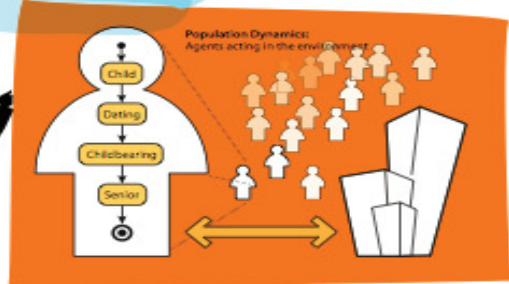 Population Dynamics:
Agents acting in the environment
Child
Dating
Childbearing
Senior